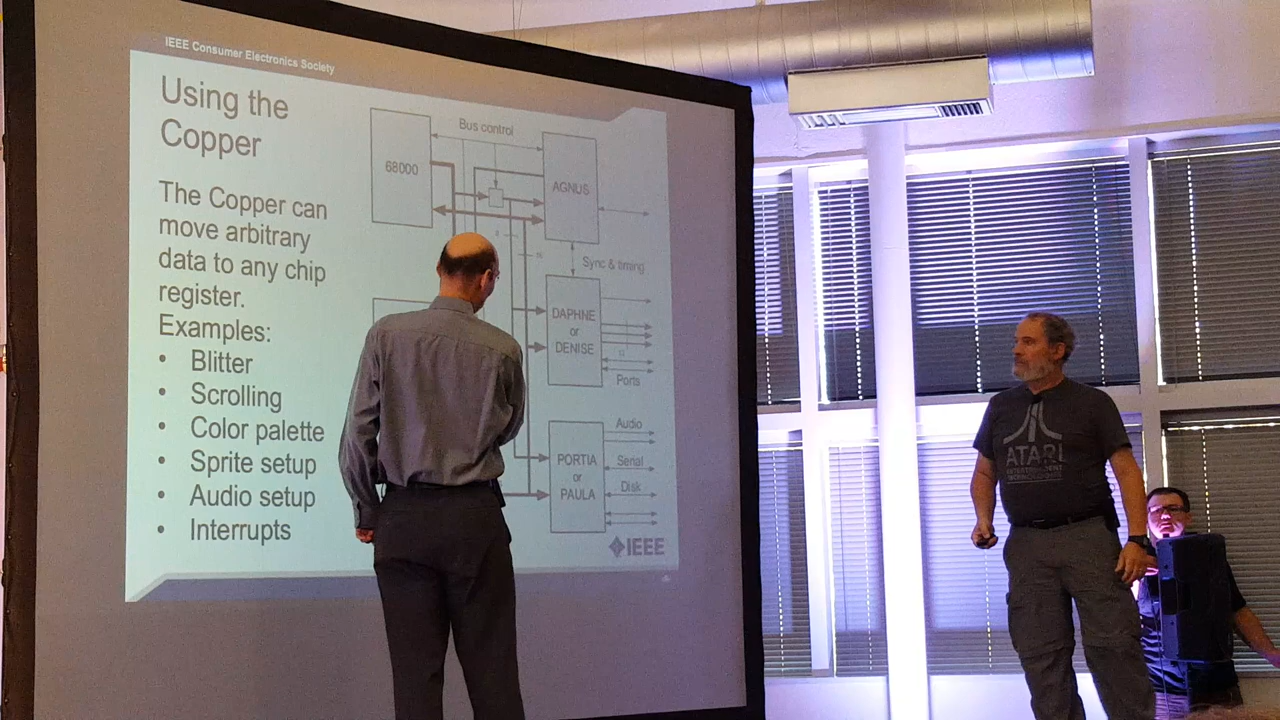 IEEE Consumer Electronics Society
Using the
Copper
The Copper can
move arbitrary
data to any chip
register.
Examples:
• Blitter
• Scrolling
• Color palette
• Sprite setup
• Audio setup
• Interrupts
Bus control
68000
AGNUS
Sync & timing
DAPHNE
or
DENISE
Ports
Audio
PORTIA
or
PAULA
Serial
Disk
IEEE
ATARI